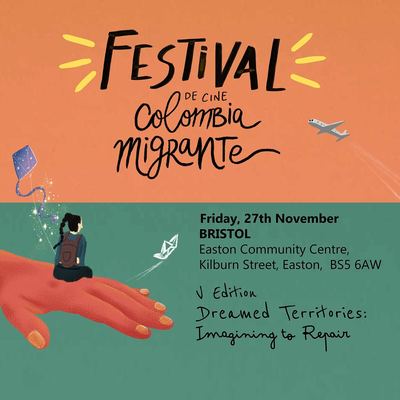 FESTIVAL
DE CINE
Colombia
MigRANTE
Friday, 27th November
BRISTOL
Easton Community Centre,
Kilburn Street, Easton, BS5 6AW
V Edition
Dreamed Territories:
Imagining to Repair